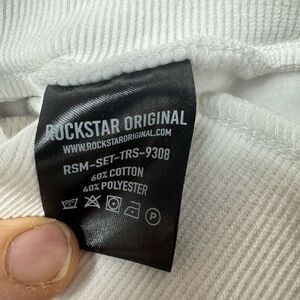 ROCKSTAR ORIGINAL
WWW.ROCKSTARORIGINAL.COM
RSM-SET-TRS-9308
60% COTTON
40% POLYESTER
P